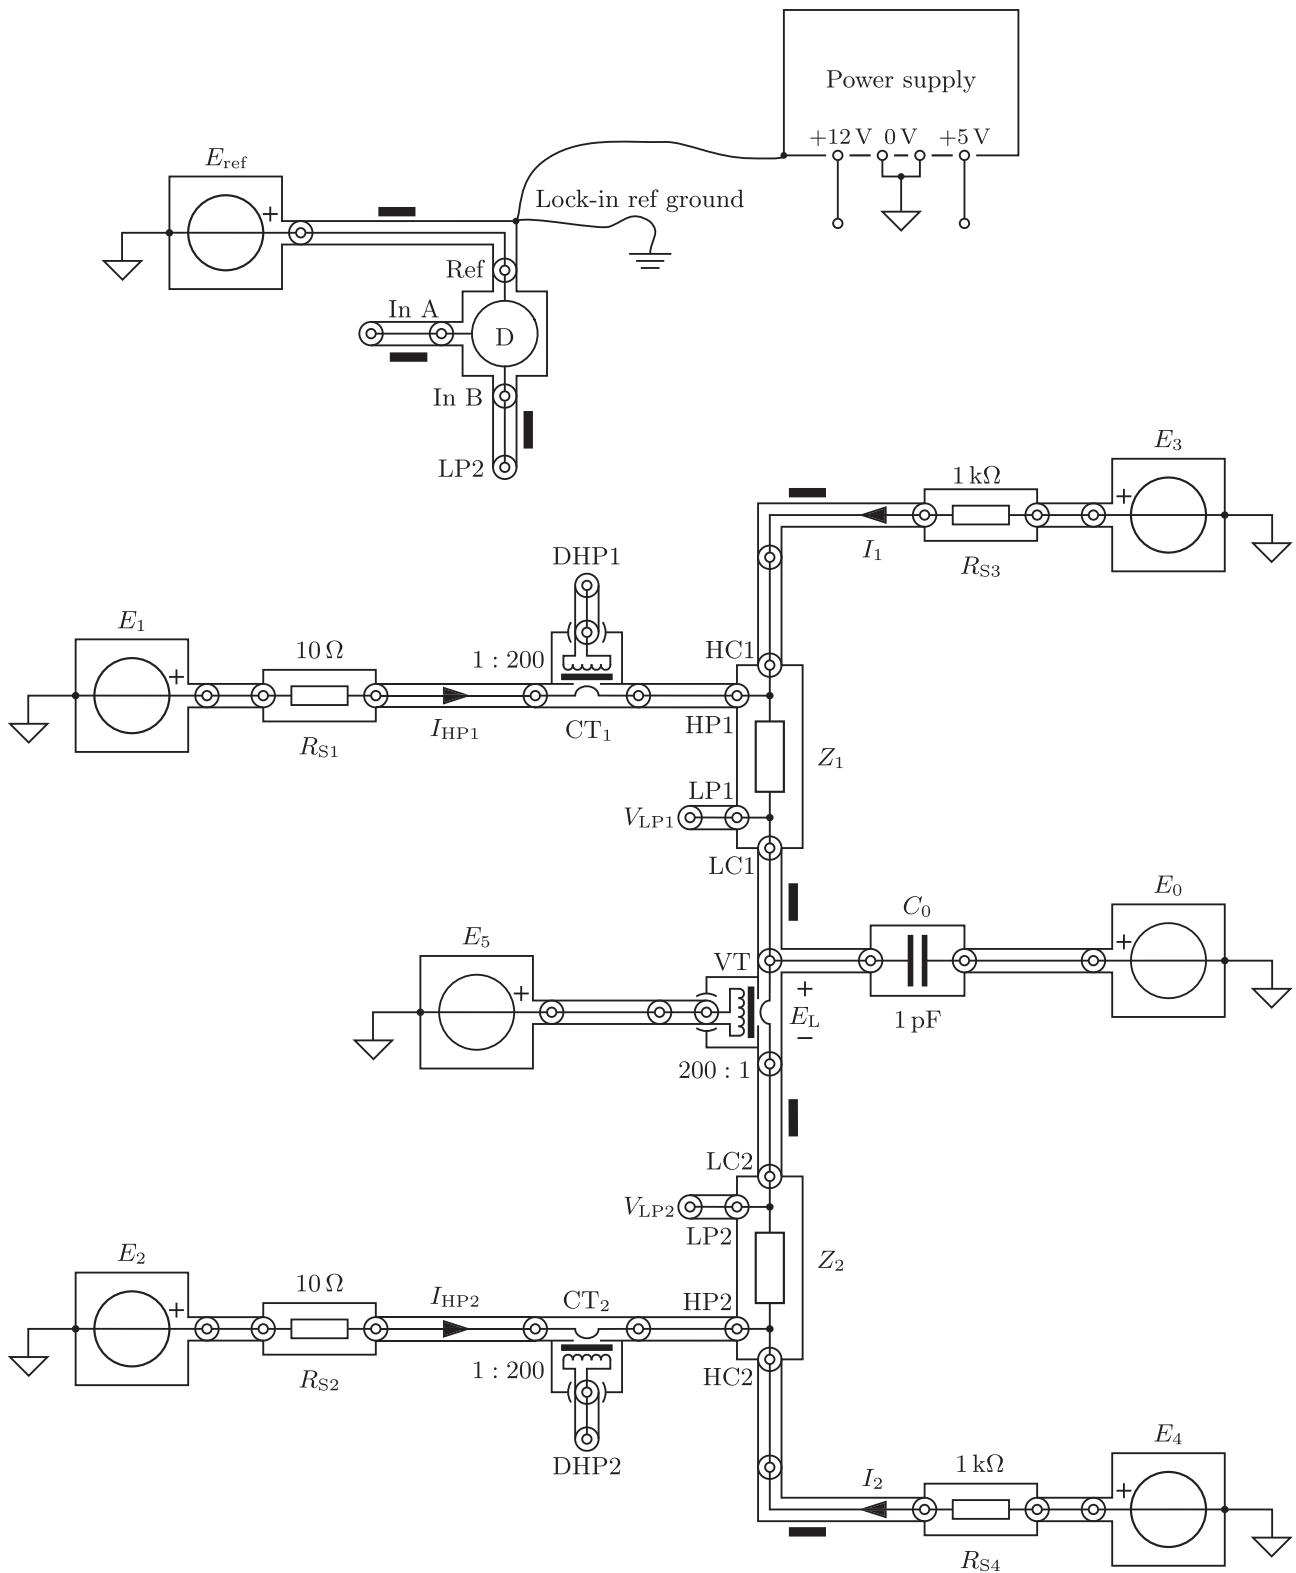 Power supply
+12 V 0 V +5 V
E_ref
Lock-in ref ground
Ref
In A
D
In B
LP2
E_3
1 kΩ
I_1
R_S3
DHP1
E_1
10 Ω
1 : 200
HC1
I_HP1
CT_1
HP1
R_S1
Z_1
LP1
V_LP1
LC1
E_0
C_0
E_5
VT
+
E_L
−
1 pF
200 : 1
LC2
V_LP2
LP2
Z_2
E_2
10 Ω
I_HP2
CT_2
HP2
1 : 200
HC2
R_S2
DHP2
I_2
1 kΩ
E_4
R_S4